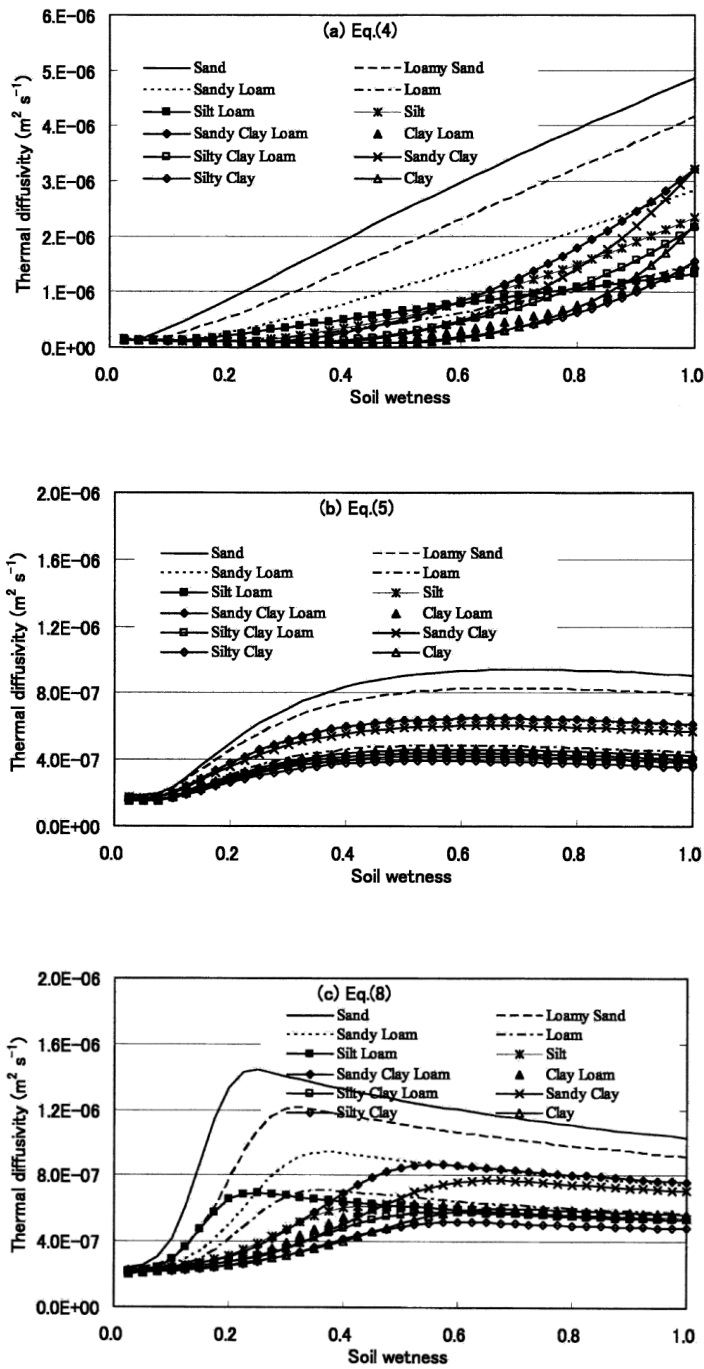 (a) Eq.(4)
Thermal diffusivity (m² s⁻¹)
6.E-06
5.E-06
4.E-06
3.E-06
2.E-06
1.E-06
0.E+00
Sand
Loamy Sand
Sandy Loam
Loam
Silt Loam
Silt
Sandy Clay Loam
Clay Loam
Silty Clay Loam
Sandy Clay
Silty Clay
Clay
0.0 0.2 0.4 0.6 0.8 1.0
Soil wetness
(b) Eq.(5)
Thermal diffusivity (m² s⁻¹)
2.0E-06
1.6E-06
1.2E-06
8.0E-07
4.0E-07
0.0E+00
Sand
Loamy Sand
Sandy Loam
Loam
Silt Loam
Silt
Sandy Clay Loam
Clay Loam
Silty Clay Loam
Sandy Clay
Silty Clay
Clay
0.0 0.2 0.4 0.6 0.8 1.0
Soil wetness
(c) Eq.(8)
Thermal diffusivity (m² s⁻¹)
2.0E-06
1.6E-06
1.2E-06
8.0E-07
4.0E-07
0.0E+00
Sand
Loamy Sand
Sandy Loam
Loam
Silt Loam
Silt
Sandy Clay Loam
Clay Loam
Silty Clay Loam
Sandy Clay
Silty Clay
Clay
0.0 0.2 0.4 0.6 0.8 1.0
Soil wetness